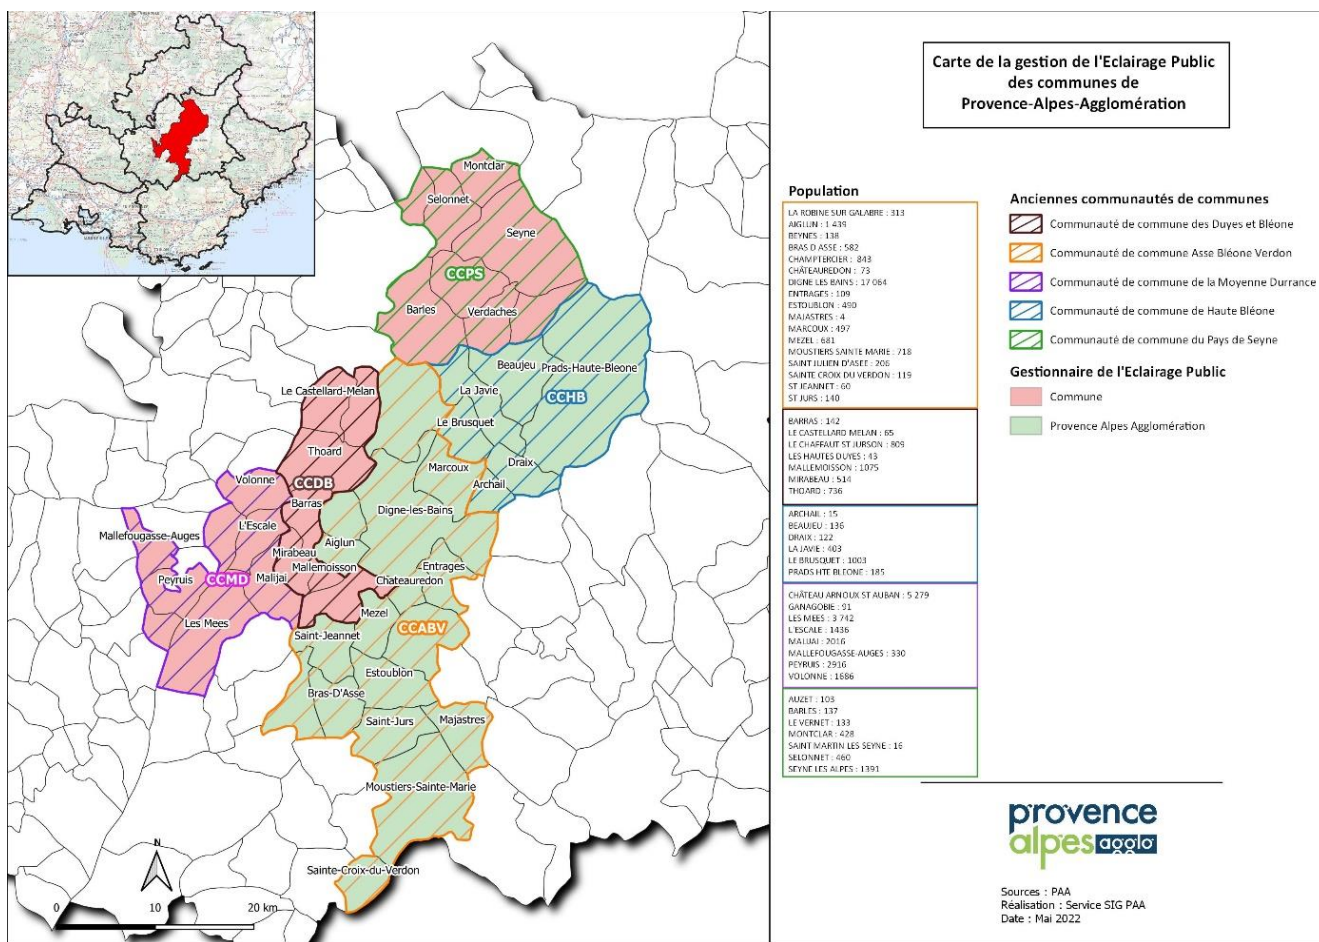 Carte de la gestion de l'Eclairage Public
des communes de
Provence-Alpes-Agglomération
Population
LA ROBINE SUR GALABRE : 313
AIGLUN : 1 439
BEYNES : 138
BRAS D ASSE : 582
CHAMPTERCIER : 843
CHÂTEAUREDON : 73
DIGNE LES BAINS : 17 064
ENTRAGES : 109
ESTOUBLON : 490
MAJASTRES : 4
MARCOUX : 497
MEZEL : 681
MOUSTIERS SAINTE MARIE : 718
SAINT JULIEN D'ASEE : 206
SAINTE CROIX DU VERDON : 119
ST JEANNET : 60
ST JURS : 140
BARRAS : 142
LE CASTELLARD MELAN : 65
LE CHAFFAUT ST JURSON : 809
LES HAUTES DUYES : 43
MALLEMOISSON : 1075
MIRABEAU : 514
THOARD : 736
ARCHAIL : 15
BEAUJEU : 136
DRAIX : 122
LA JAVIE : 403
LE BRUSQUET : 1003
PRADS HTE BLEONE : 185
CHÂTEAU ARNOUX ST AUBAN : 5 279
GANAGOBIE : 91
LES MEES : 3 742
L'ESCALE : 1436
MALIJAI : 2016
MALLEFOUGASSE-AUGES : 330
PEYRUIS : 2916
VOLONNE : 1686
AUZET : 103
BARLES : 137
LE VERNET : 133
MONTCLAR : 428
SAINT MARTIN LES SEYNE : 16
SELONNET : 460
SEYNE LES ALPES : 1391
Anciennes communautés de communes
Communauté de commune des Duyes et Bléone
Communauté de commune Asse Bléone Verdon
Communauté de commune de la Moyenne Durrance
Communauté de commune de Haute Bléone
Communauté de commune du Pays de Seyne
Gestionnaire de l'Eclairage Public
Commune
Provence Alpes Agglomération
Montclar
Selonnet
Seyne
CCPS
Barles
Verdaches
Beaujeu
Prads-Haute-Bleone
Le Castellard-Melan
La Javie
CCHB
Le Brusquet
Thoard
Marcoux
Draix
Volonne
CCDB
Archail
Barras
Digne-les-Bains
L'Escale
Mallefougasse-Auges
Aiglun
Mirabeau
Mallemoisson
Entrages
Peyruis
CCMD
Malijai
Chateauredon
Mezel
Les Mees
CCABV
Saint-Jeannet
Estoublon
Bras-D'Asse
Saint-Jurs
Majastres
Moustiers-Sainte-Marie
Sainte-Croix-du-Verdon
N
0 10 20 km
provence
alpes agglo
Sources : PAA
Réalisation : Service SIG PAA
Date : Mai 2022